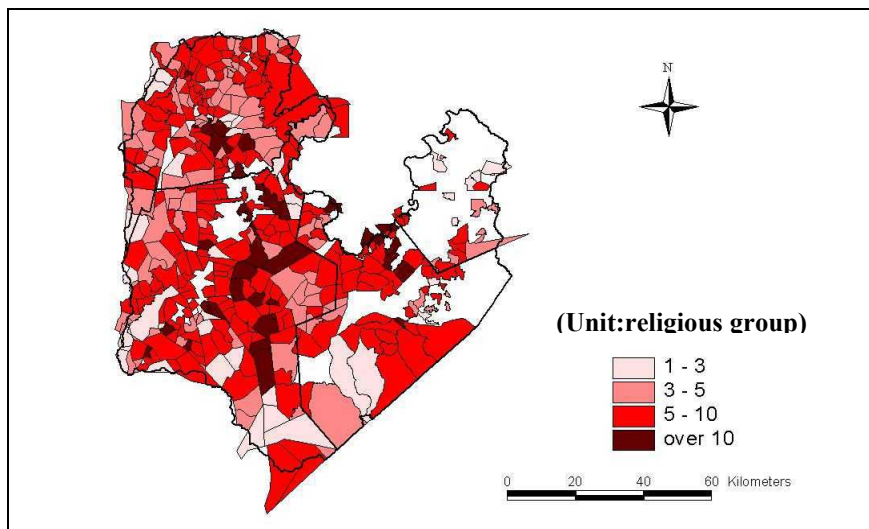 N
(Unit:religious group)
1 - 3
3 - 5
5 - 10
over 10
0 20 40 60 Kilometers